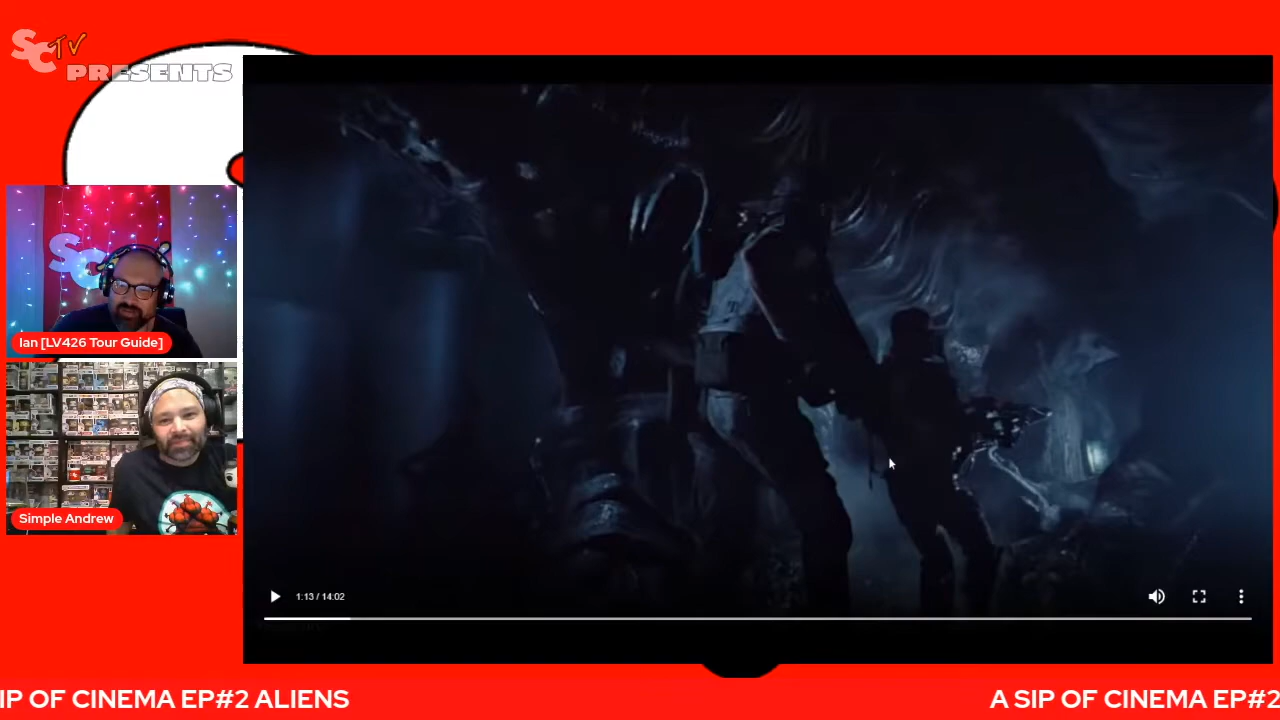 SC TV
PRESENTS
SC
Ian [LV426 Tour Guide]
Simple Andrew
1:13 / 14:02
IP OF CINEMA EP#2 ALIENS
A SIP OF CINEMA EP#2